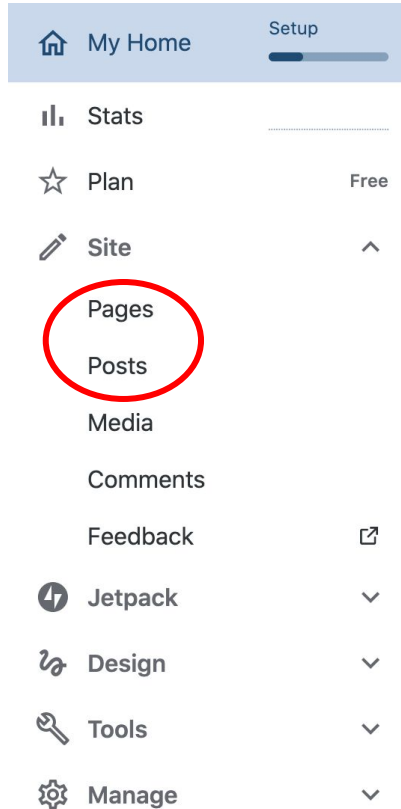 My Home Setup
Stats
Plan Free
Site
Pages
Posts
Media
Comments
Feedback
Jetpack
Design
Tools
Manage